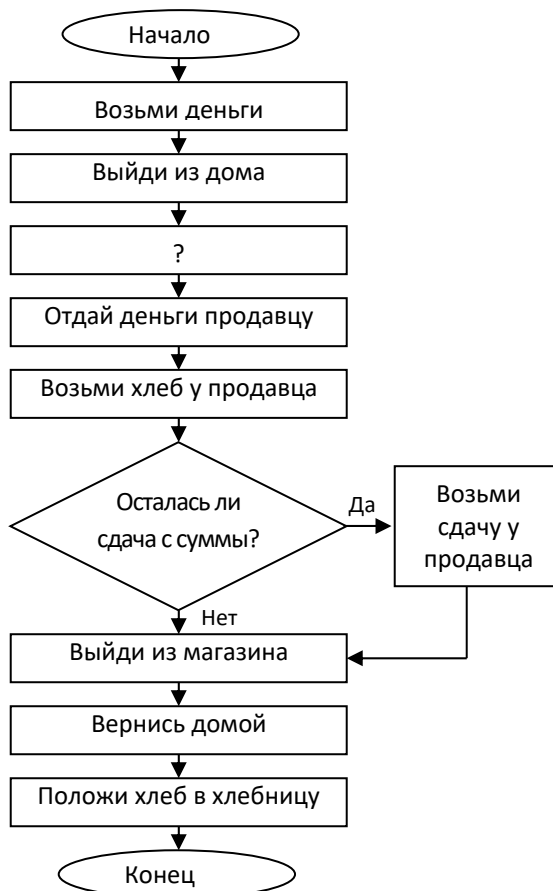 Начало
Возьми деньги
Выйди из дома
?
Отдай деньги продавцу
Возьми хлеб у продавца
Осталась ли
сдача с суммы?
Да
Возьми
сдачу у
продавца
Нет
Выйди из магазина
Вернись домой
Положи хлеб в хлебницу
Конец